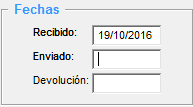 Fechas
Recibido: 19/10/2016
Enviado:
Devolución: